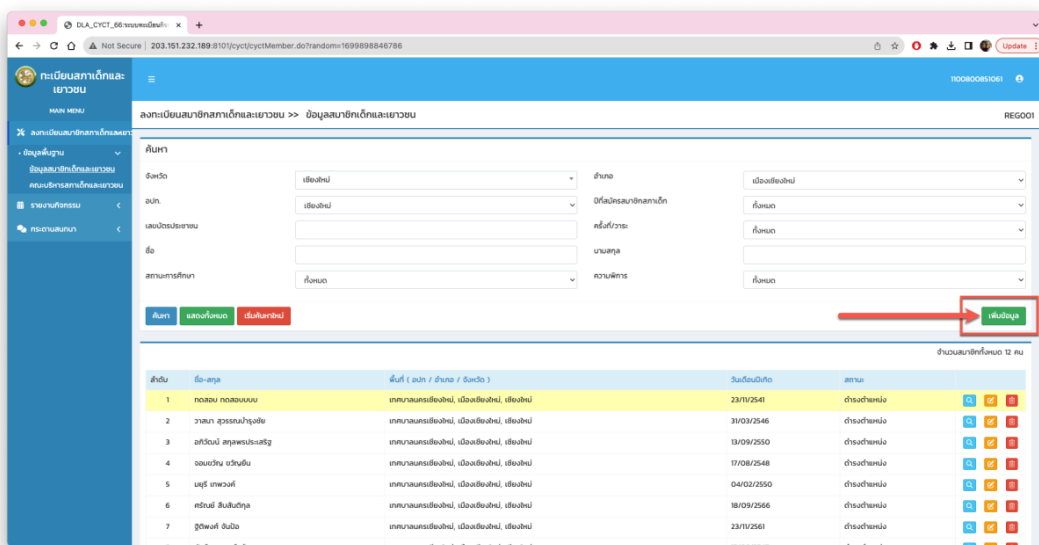 DLA_CYCT_66:ระบบทะเบียนสิ
Not Secure | 203.151.232.189:8101/cyct/cyctMember.do?random=1699898846786
Update
ทะเบียนสภาเด็กและ
เยาวชน
1100800851061
MAIN MENU
ลงทะเบียนสมาชิกสภาเด็กและเยา
ข้อมูลพื้นฐาน
ข้อมูลสมาชิกเด็กและเยาวชน
คณะบริหารสภาเด็กและเยาวชน
รายงานกิจกรรม
กระดานสนทนา
ลงทะเบียนสมาชิกสภาเด็กและเยาวชน >> ข้อมูลสมาชิกเด็กและเยาวชน REG001
ค้นหา
จังหวัด เชียงใหม่ อำเภอ เมืองเชียงใหม่
อปท. เชียงใหม่ ปีที่สมัครสมาชิกสภาเด็ก ทั้งหมด
เลขบัตรประชาชน ครั้งที่/วาระ ทั้งหมด
ชื่อ นามสกุล
สถานะการศึกษา ทั้งหมด ความพิการ ทั้งหมด
ค้นหา แสดงทั้งหมด เริ่มค้นหาใหม่ เพิ่มข้อมูล
จำนวนสมาชิกทั้งหมด 12 คน
ลำดับ ชื่อ-สกุล พื้นที่ ( อปท / อำเภอ / จังหวัด ) วันเดือนปีเกิด สถานะ
1 ทดสอบ ทดสอบบบบ เทศบาลนครเชียงใหม่, เมืองเชียงใหม่, เชียงใหม่ 23/11/2541 ดำรงตำแหน่ง
2 วาสนา สุวรรณบำรุงชัย เทศบาลนครเชียงใหม่, เมืองเชียงใหม่, เชียงใหม่ 31/03/2546 ดำรงตำแหน่ง
3 อภิวัฒน์ สกุลพรประเสริฐ เทศบาลนครเชียงใหม่, เมืองเชียงใหม่, เชียงใหม่ 13/09/2550 ดำรงตำแหน่ง
4 จอมขวัญ ขวัญยืน เทศบาลนครเชียงใหม่, เมืองเชียงใหม่, เชียงใหม่ 17/08/2548 ดำรงตำแหน่ง
5 มยุรี เทพวงค์ เทศบาลนครเชียงใหม่, เมืองเชียงใหม่, เชียงใหม่ 04/02/2550 ดำรงตำแหน่ง
6 ศรัณย์ สืบสันติกุล เทศบาลนครเชียงใหม่, เมืองเชียงใหม่, เชียงใหม่ 18/09/2566 ดำรงตำแหน่ง
7 ฐิติพงศ์ จันป้อ เทศบาลนครเชียงใหม่, เมืองเชียงใหม่, เชียงใหม่ 23/11/2561 ดำรงตำแหน่ง